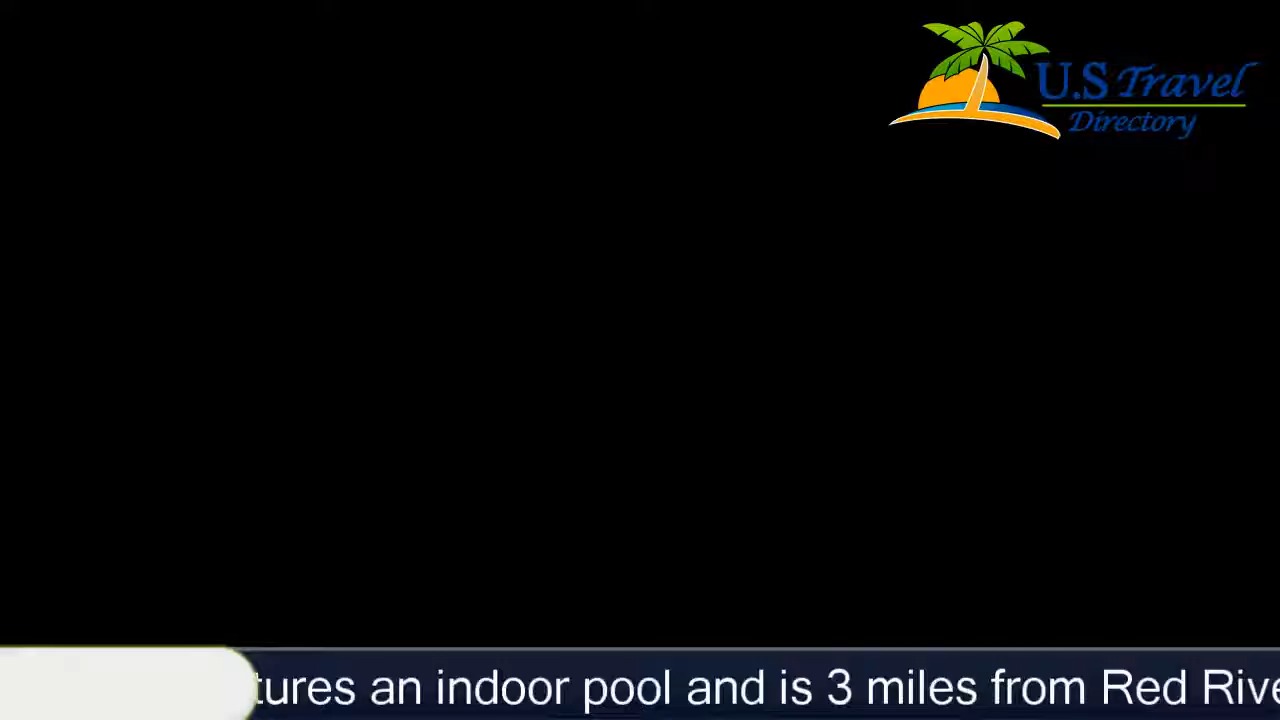 U.S Travel
Directory
tures an indoor pool and is 3 miles from Red Rive